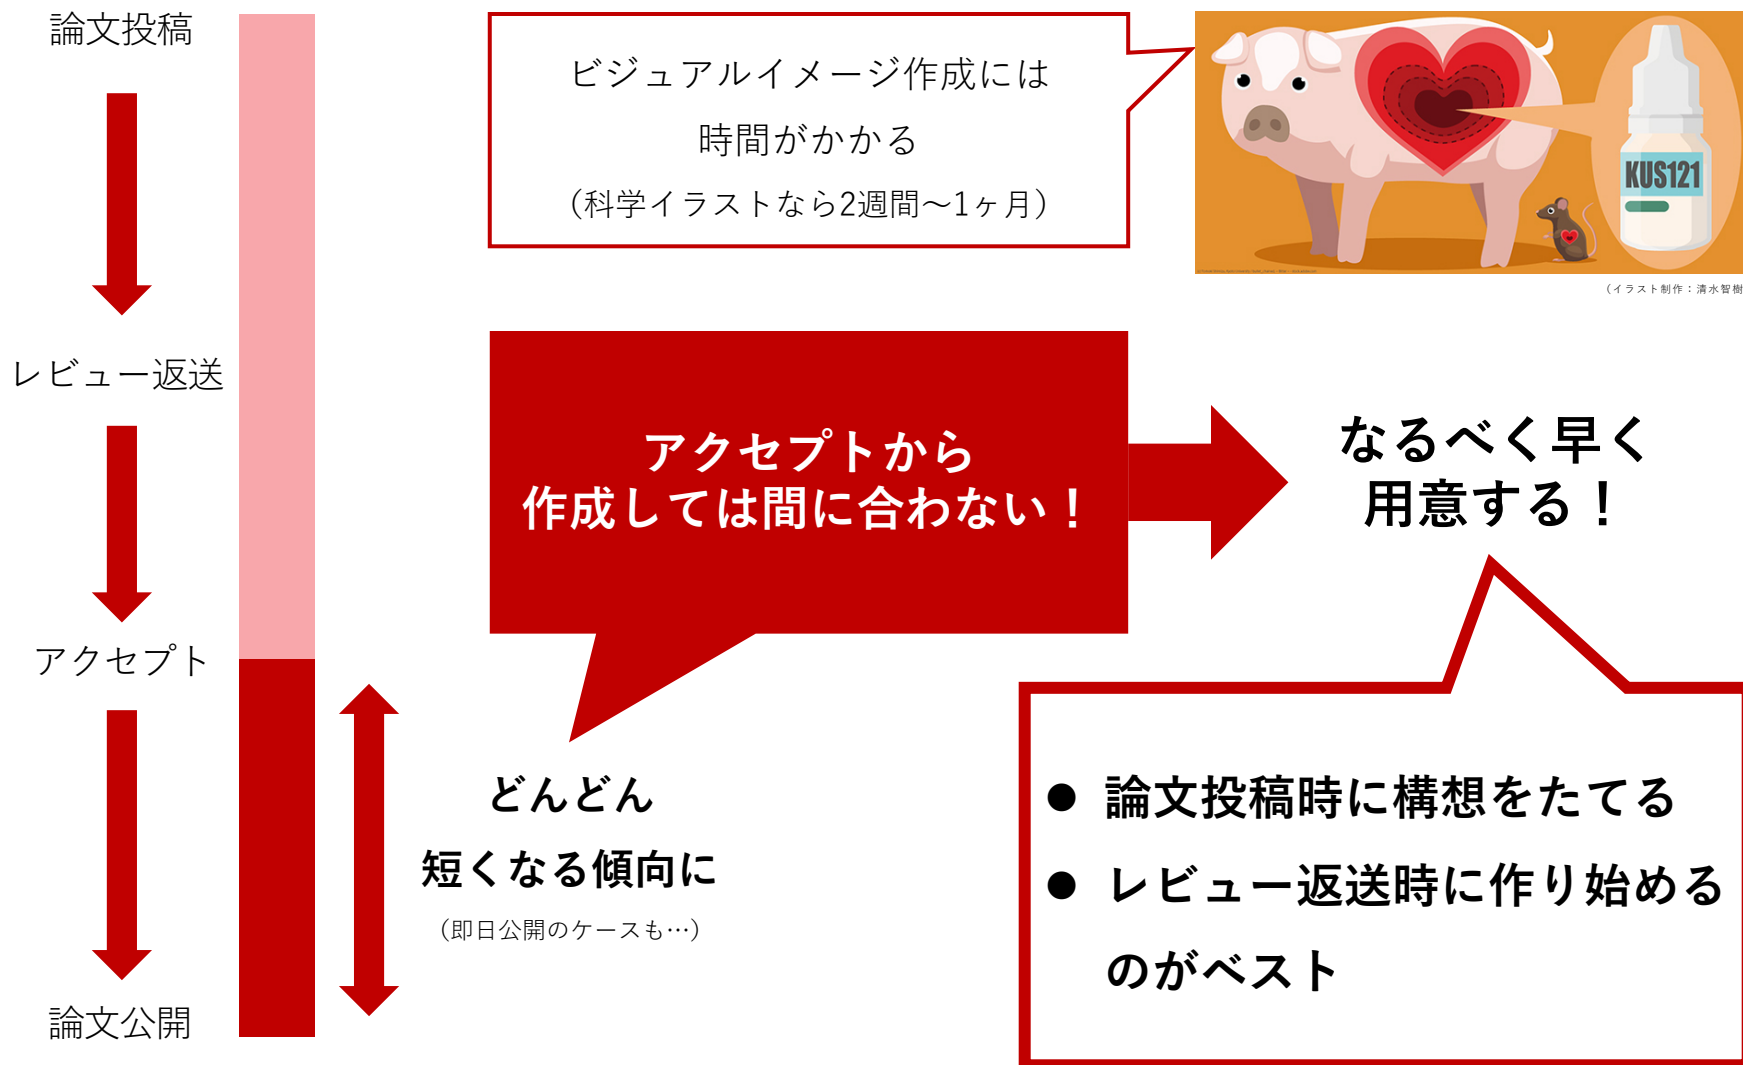 論文投稿
レビュー返送
アクセプト
論文公開
ビジュアルイメージ作成には
時間がかかる
（科学イラストなら2週間～1ヶ月）
KUS121
（イラスト制作：清水智樹
アクセプトから
作成しては間に合わない！
なるべく早く
用意する！
どんどん
短くなる傾向に
（即日公開のケースも…）
● 論文投稿時に構想をたてる
● レビュー返送時に作り始める
のがベスト